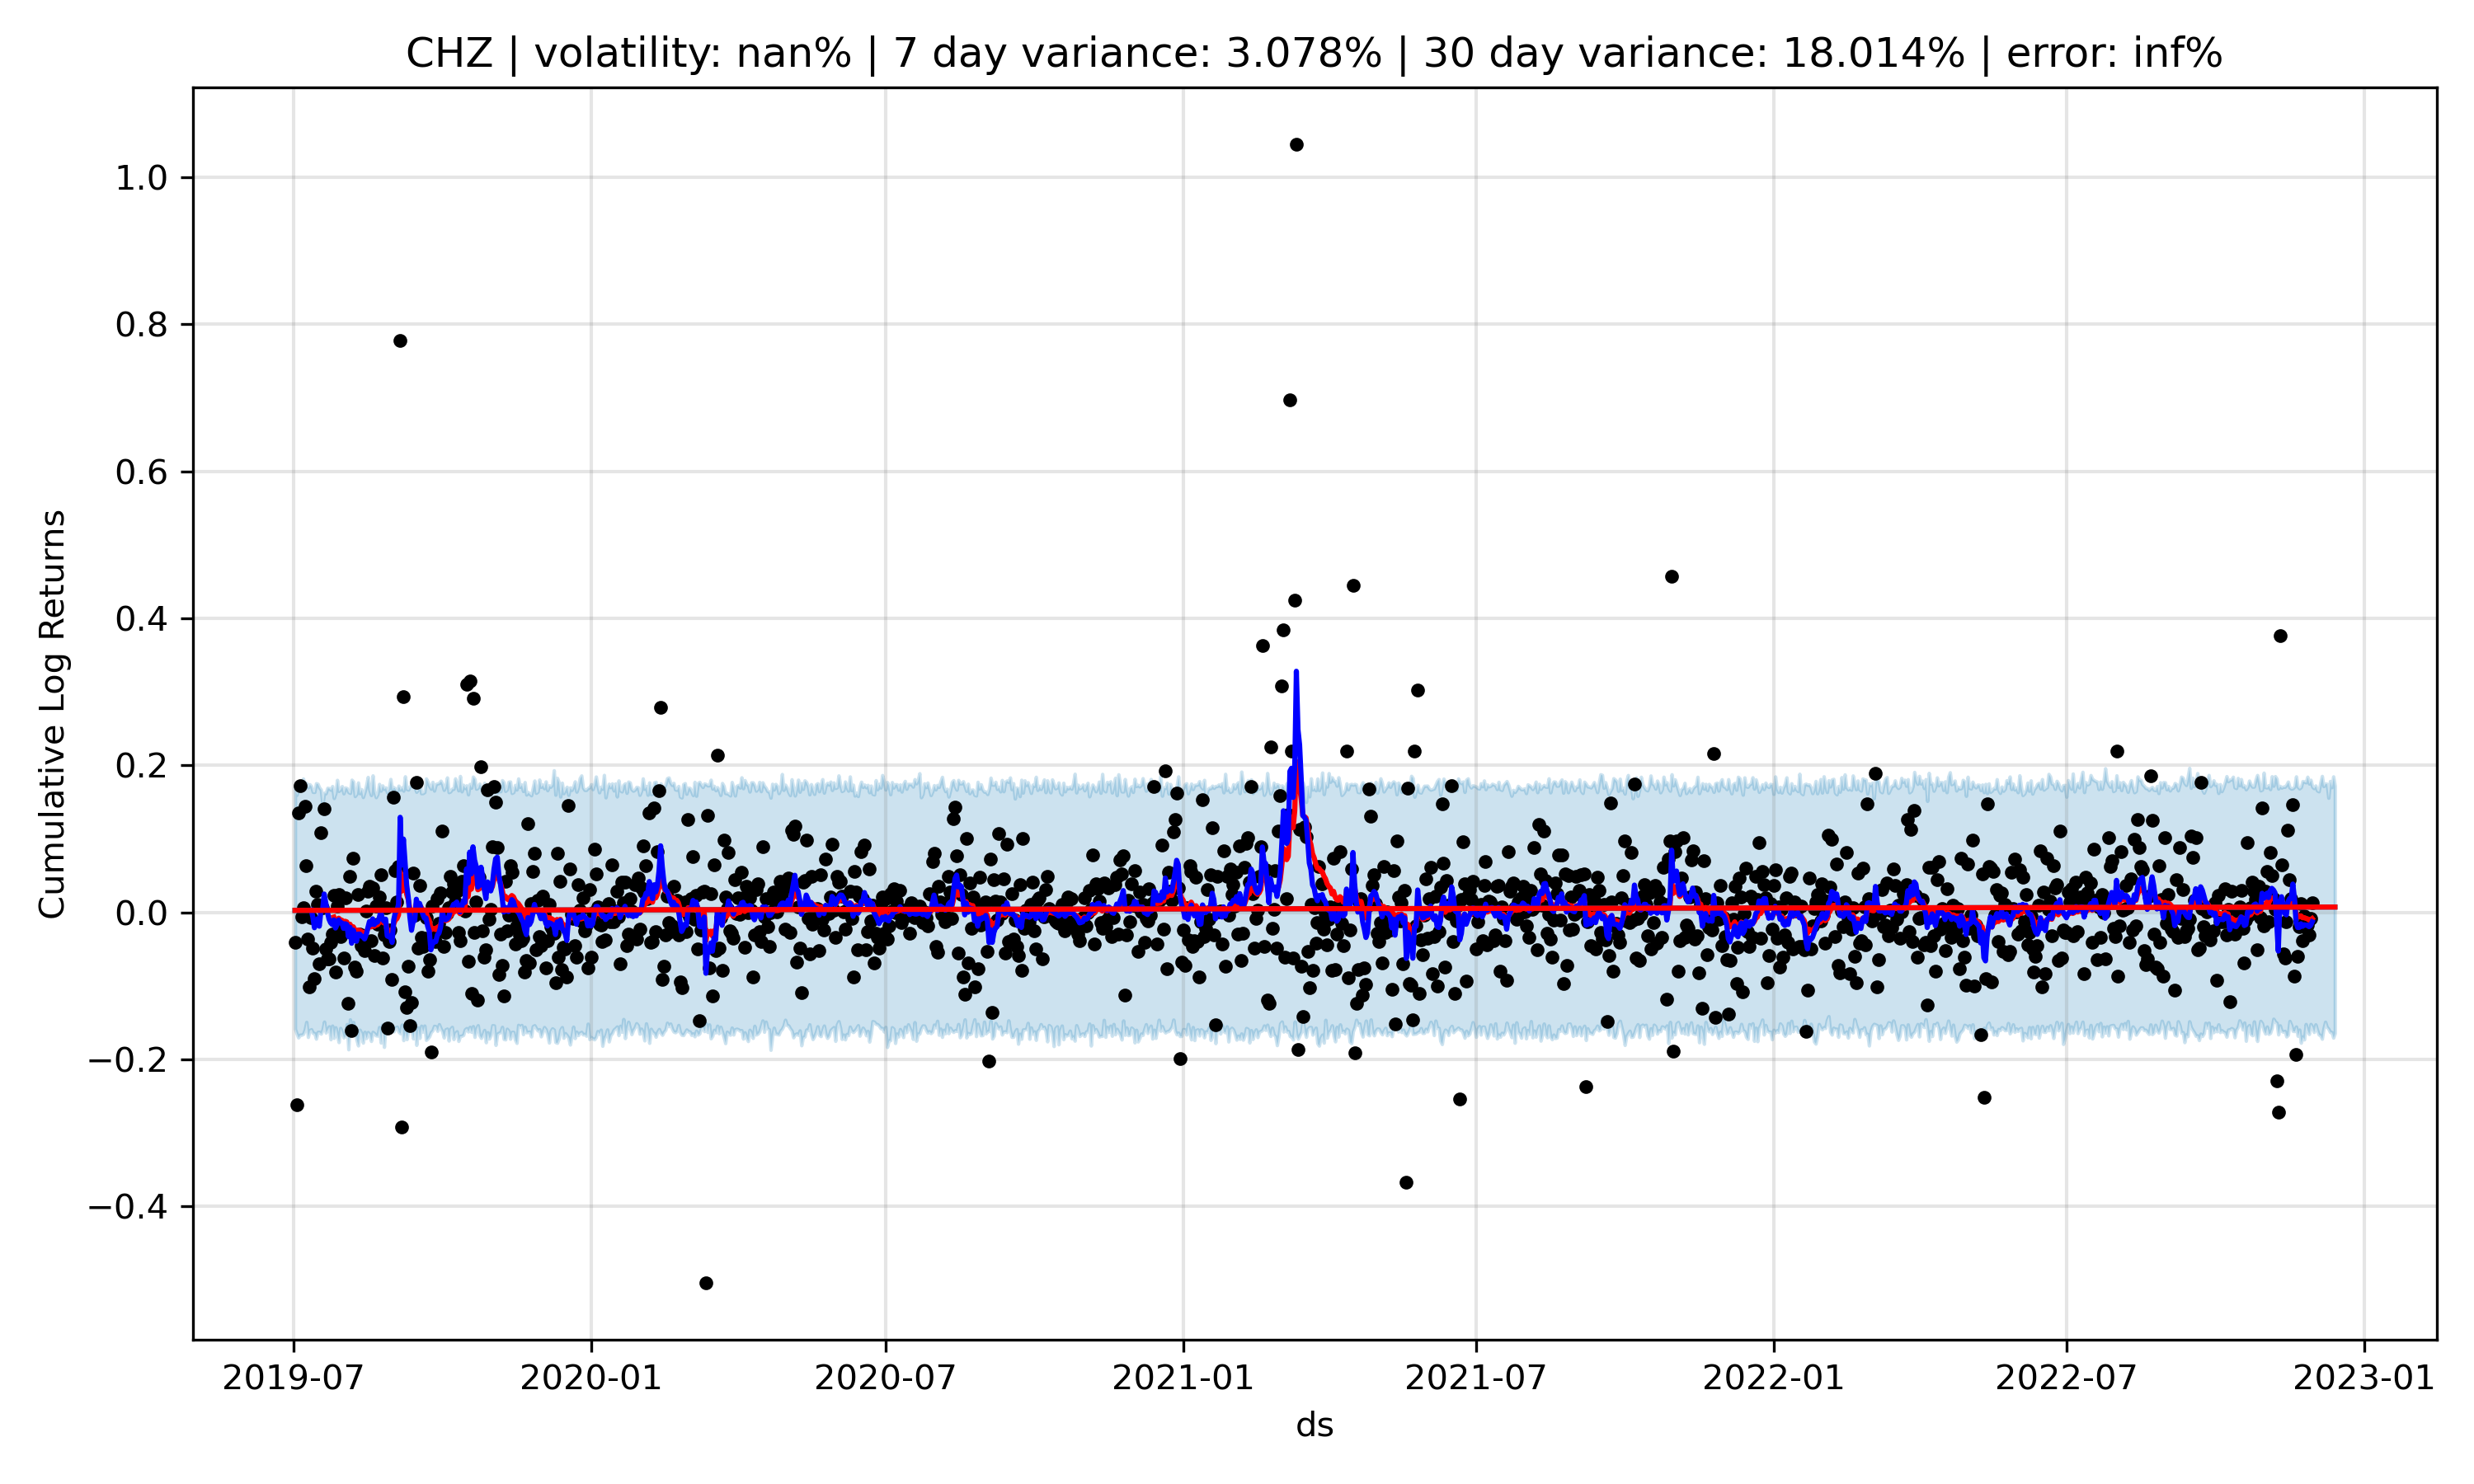 CHZ | volatility: nan% | 7 day variance: 3.078% | 30 day variance: 18.014% | error: inf%
Cumulative Log Returns
1.0
0.8
0.6
0.4
0.2
0.0
−0.2
−0.4
2019-07 2020-01 2020-07 2021-01 2021-07 2022-01 2022-07 2023-01
ds